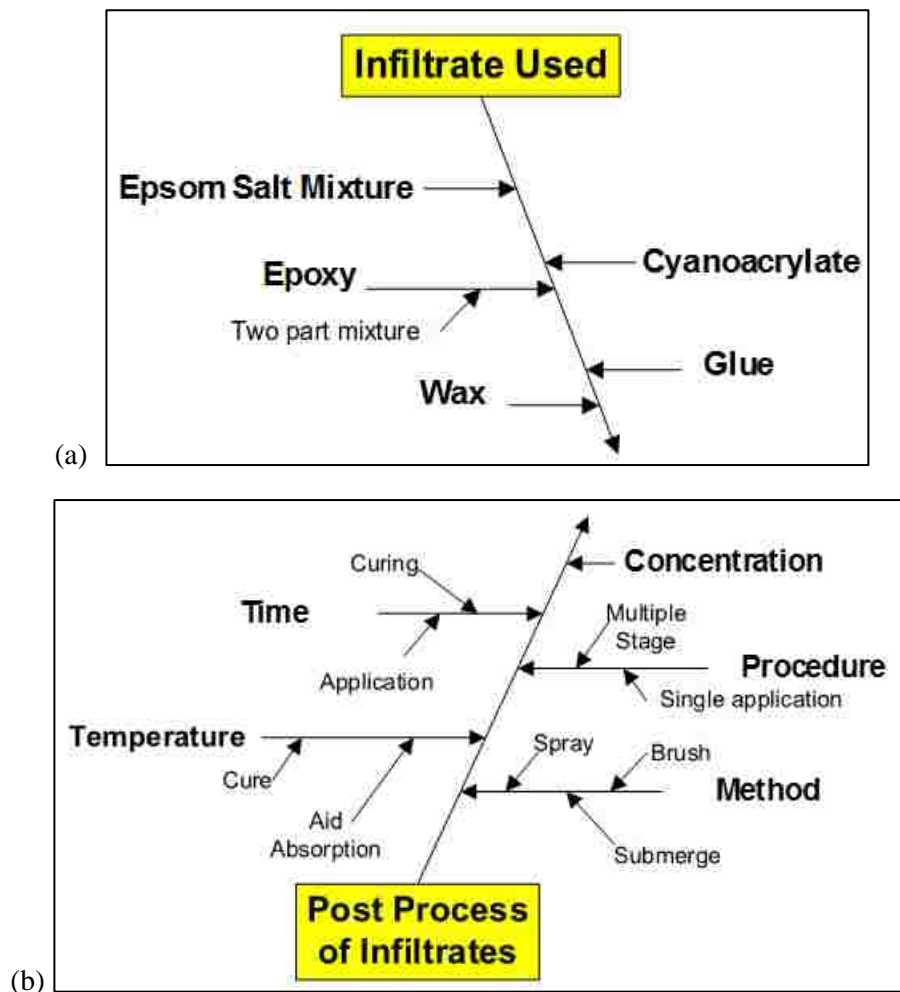 Infiltrate Used
Epsom Salt Mixture
Cyanoacrylate
Epoxy
Two part mixture
Glue
Wax
(a)
Concentration
Curing
Time
Multiple
Stage
Procedure
Application
Single application
Temperature
Spray
Brush
Cure
Method
Aid
Absorption
Submerge
Post Process
of Infiltrates
(b)